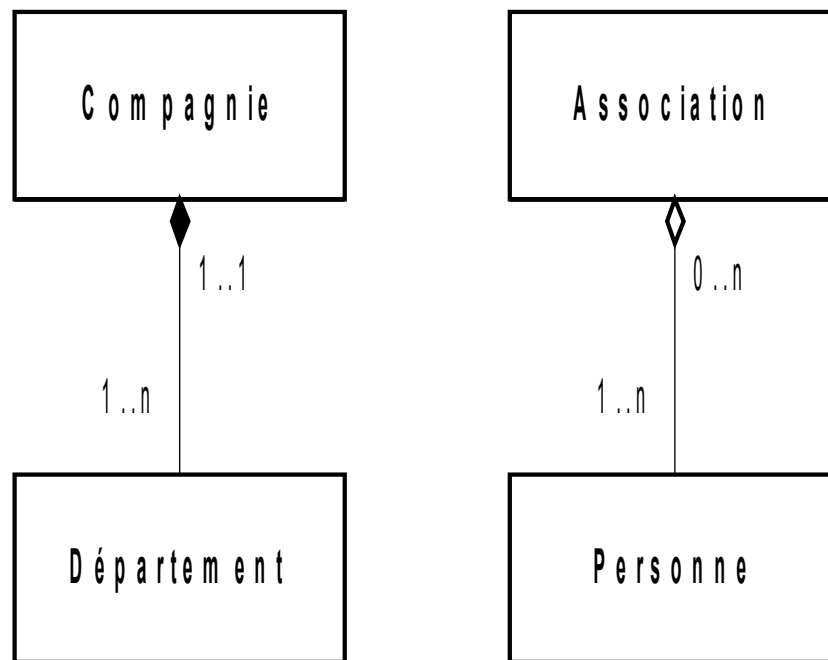 Compagnie
Association
1..1
0..n
1..n
1..n
Département
Personne